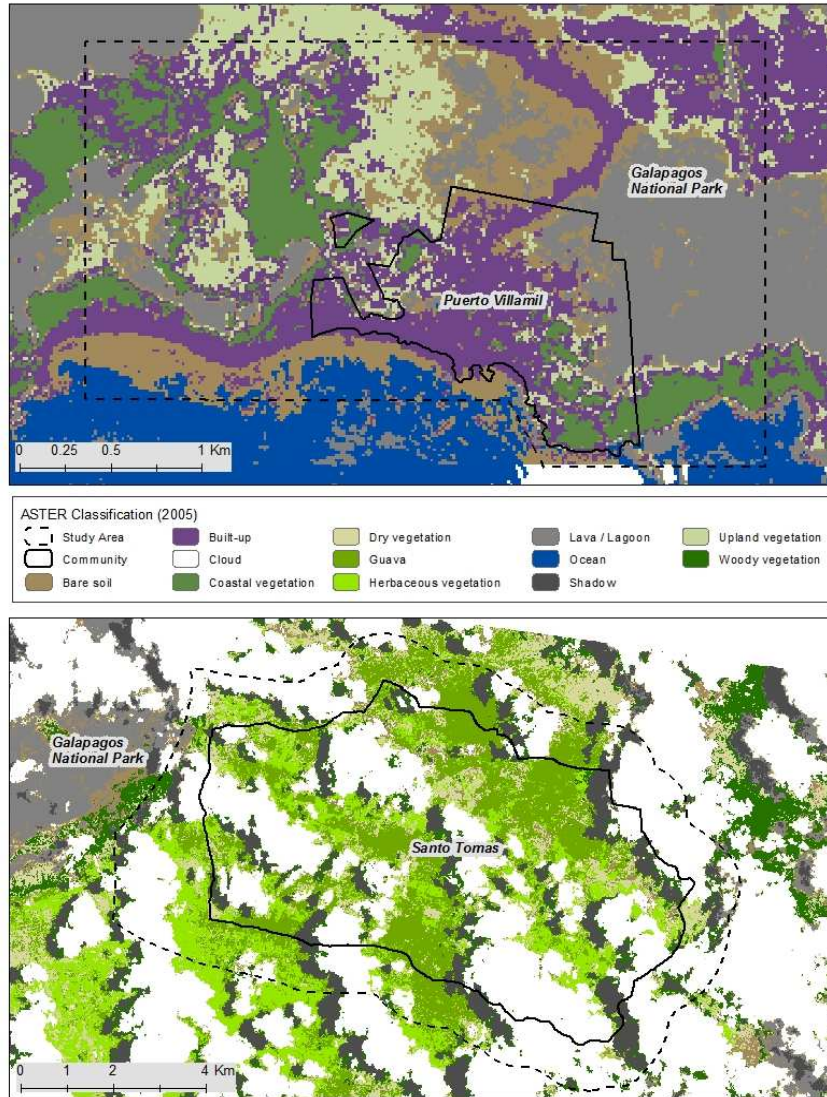 Galapagos
National Park
Puerto Villamil
0 0.25 0.5 1 Km
ASTER Classification (2005)
Study Area
Community
Bare soil
Built-up
Cloud
Coastal vegetation
Dry vegetation
Guava
Herbaceous vegetation
Lava / Lagoon
Ocean
Shadow
Upland vegetation
Woody vegetation
Galapagos
National Park
Santo Tomas
0 1 2 4 Km